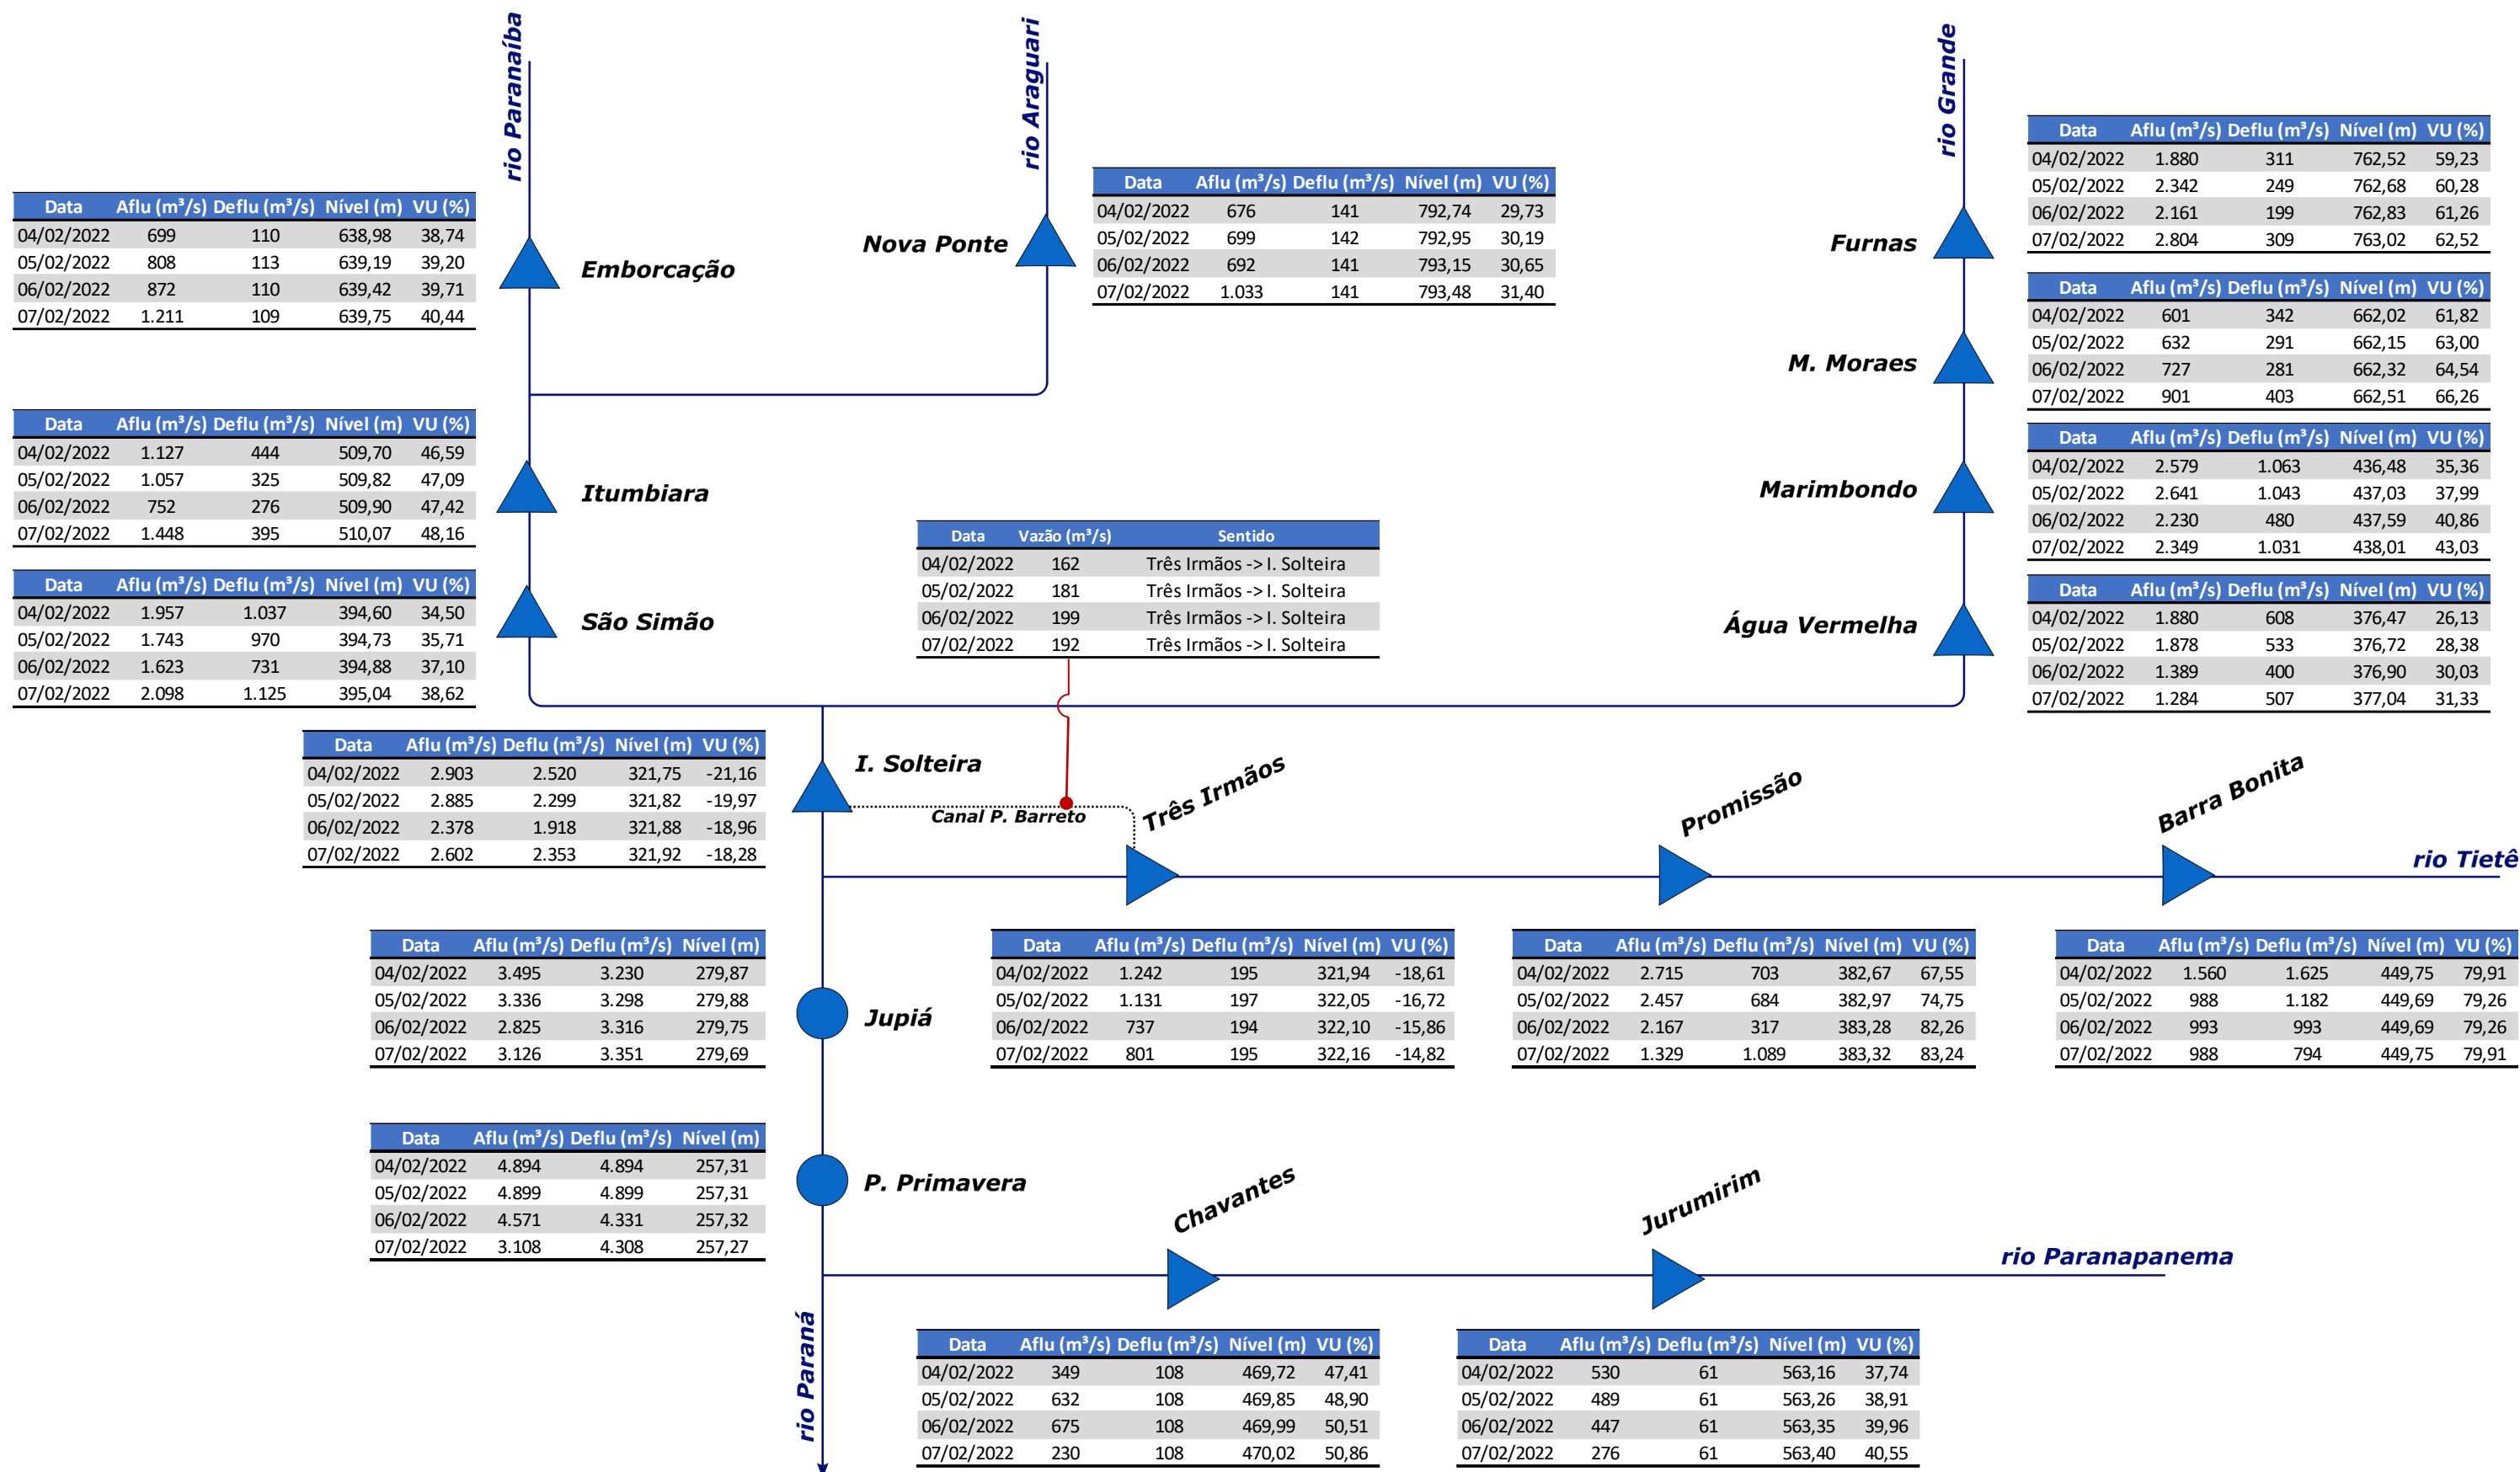 rio Paranaíba
rio Araguari
rio Grande
Data Aflu (m³/s) Deflu (m³/s) Nível (m) VU (%)
04/02/2022 699 110 638,98 38,74
05/02/2022 808 113 639,19 39,20
06/02/2022 872 110 639,42 39,71
07/02/2022 1.211 109 639,75 40,44
Emborcação
Nova Ponte
Data Aflu (m³/s) Deflu (m³/s) Nível (m) VU (%)
04/02/2022 676 141 792,74 29,73
05/02/2022 699 142 792,95 30,19
06/02/2022 692 141 793,15 30,65
07/02/2022 1.033 141 793,48 31,40
Furnas
Data Aflu (m³/s) Deflu (m³/s) Nível (m) VU (%)
04/02/2022 1.880 311 762,52 59,23
05/02/2022 2.342 249 762,68 60,28
06/02/2022 2.161 199 762,83 61,26
07/02/2022 2.804 309 763,02 62,52
M. Moraes
Data Aflu (m³/s) Deflu (m³/s) Nível (m) VU (%)
04/02/2022 601 342 662,02 61,82
05/02/2022 632 291 662,15 63,00
06/02/2022 727 281 662,32 64,54
07/02/2022 901 403 662,51 66,26
Data Aflu (m³/s) Deflu (m³/s) Nível (m) VU (%)
04/02/2022 1.127 444 509,70 46,59
05/02/2022 1.057 325 509,82 47,09
06/02/2022 752 276 509,90 47,42
07/02/2022 1.448 395 510,07 48,16
Itumbiara
Marimbondo
Data Aflu (m³/s) Deflu (m³/s) Nível (m) VU (%)
04/02/2022 2.579 1.063 436,48 35,36
05/02/2022 2.641 1.043 437,03 37,99
06/02/2022 2.230 480 437,59 40,86
07/02/2022 2.349 1.031 438,01 43,03
Data Aflu (m³/s) Deflu (m³/s) Nível (m) VU (%)
04/02/2022 1.957 1.037 394,60 34,50
05/02/2022 1.743 970 394,73 35,71
06/02/2022 1.623 731 394,88 37,10
07/02/2022 2.098 1.125 395,04 38,62
São Simão
Data Vazão (m³/s) Sentido
04/02/2022 162 Três Irmãos -> I. Solteira
05/02/2022 181 Três Irmãos -> I. Solteira
06/02/2022 199 Três Irmãos -> I. Solteira
07/02/2022 192 Três Irmãos -> I. Solteira
Água Vermelha
Data Aflu (m³/s) Deflu (m³/s) Nível (m) VU (%)
04/02/2022 1.880 608 376,47 26,13
05/02/2022 1.878 533 376,72 28,38
06/02/2022 1.389 400 376,90 30,03
07/02/2022 1.284 507 377,04 31,33
Data Aflu (m³/s) Deflu (m³/s) Nível (m) VU (%)
04/02/2022 2.903 2.520 321,75 -21,16
05/02/2022 2.885 2.299 321,82 -19,97
06/02/2022 2.378 1.918 321,88 -18,96
07/02/2022 2.602 2.353 321,92 -18,28
I. Solteira
Canal P. Barreto
Três Irmãos
Promissão
Barra Bonita
rio Tietê
Data Aflu (m³/s) Deflu (m³/s) Nível (m)
04/02/2022 3.495 3.230 279,87
05/02/2022 3.336 3.298 279,88
06/02/2022 2.825 3.316 279,75
07/02/2022 3.126 3.351 279,69
Jupiá
Data Aflu (m³/s) Deflu (m³/s) Nível (m) VU (%)
04/02/2022 1.242 195 321,94 -18,61
05/02/2022 1.131 197 322,05 -16,72
06/02/2022 737 194 322,10 -15,86
07/02/2022 801 195 322,16 -14,82
Data Aflu (m³/s) Deflu (m³/s) Nível (m) VU (%)
04/02/2022 2.715 703 382,67 67,55
05/02/2022 2.457 684 382,97 74,75
06/02/2022 2.167 317 383,28 82,26
07/02/2022 1.329 1.089 383,32 83,24
Data Aflu (m³/s) Deflu (m³/s) Nível (m) VU (%)
04/02/2022 1.560 1.625 449,75 79,91
05/02/2022 988 1.182 449,69 79,26
06/02/2022 993 993 449,69 79,26
07/02/2022 988 794 449,75 79,91
Data Aflu (m³/s) Deflu (m³/s) Nível (m)
04/02/2022 4.894 4.894 257,31
05/02/2022 4.899 4.899 257,31
06/02/2022 4.571 4.331 257,32
07/02/2022 3.108 4.308 257,27
P. Primavera
Chavantes
Jurumirim
rio Paranapanema
rio Paraná
Data Aflu (m³/s) Deflu (m³/s) Nível (m) VU (%)
04/02/2022 349 108 469,72 47,41
05/02/2022 632 108 469,85 48,90
06/02/2022 675 108 469,99 50,51
07/02/2022 230 108 470,02 50,86
Data Aflu (m³/s) Deflu (m³/s) Nível (m) VU (%)
04/02/2022 530 61 563,16 37,74
05/02/2022 489 61 563,26 38,91
06/02/2022 447 61 563,35 39,96
07/02/2022 276 61 563,40 40,55